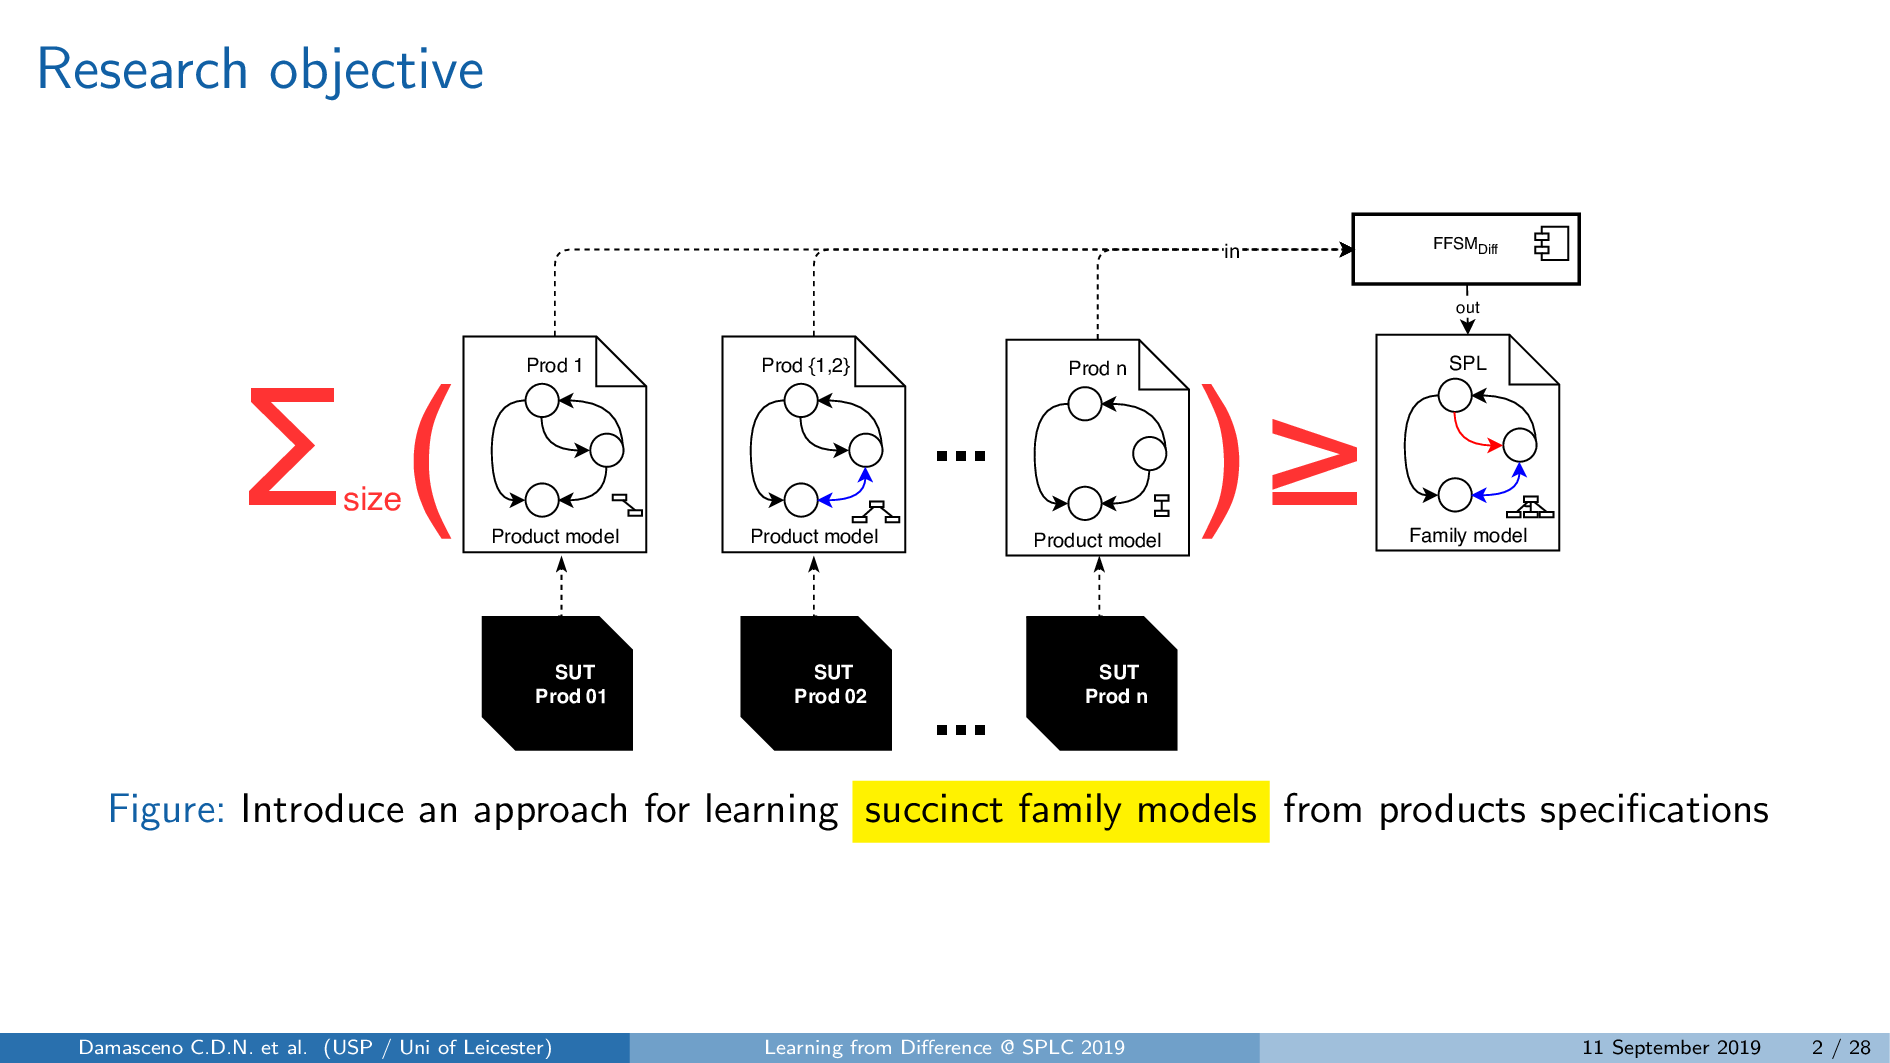 Research objective
in
FFSM_Diff
out
Prod 1
Prod {1,2}
Prod n
SPL
∑size ( ... ) ≥
Product model
Product model
Product model
Family model
SUT
Prod 01
SUT
Prod 02
SUT
Prod n
Figure: Introduce an approach for learning succinct family models from products specifications
Damasceno C.D.N. et al. (USP / Uni of Leicester)
Learning from Difference @ SPLC 2019
11 September 2019
2 / 28